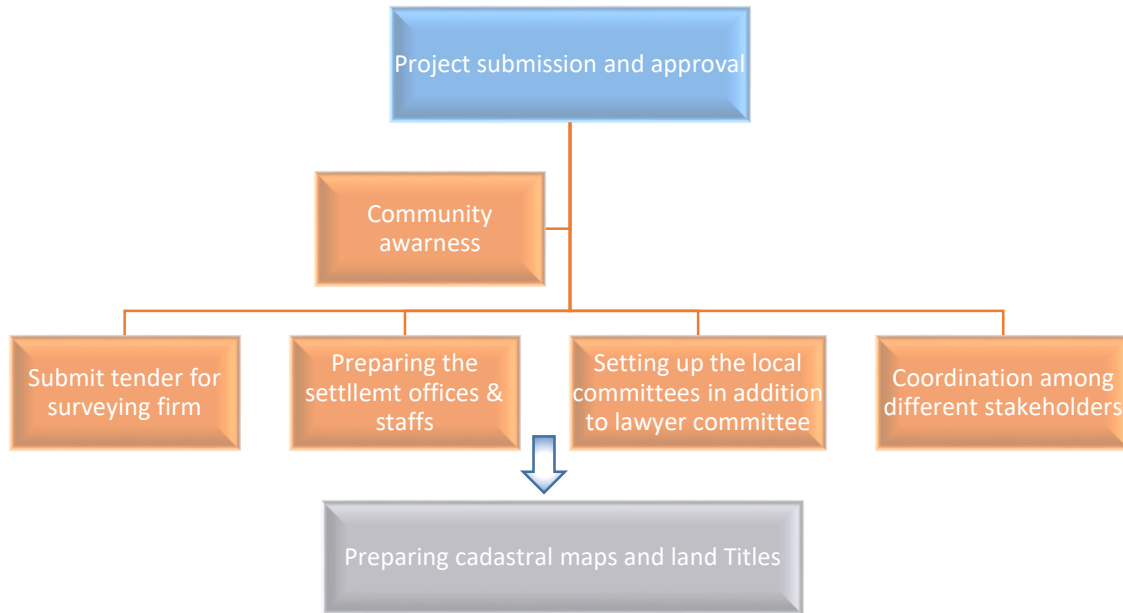 Project submission and approval
Community
awarness
Submit tender for
surveying firm
Preparing the
settllemt offices &
staffs
Setting up the local
committees in addition
to lawyer committee
Coordination among
different stakeholders
Preparing cadastral maps and land Titles